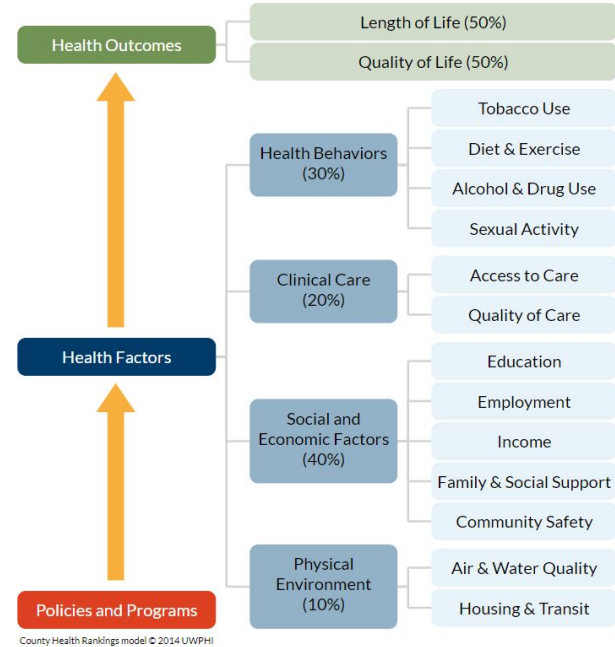 Health Outcomes
Length of Life (50%)
Quality of Life (50%)
Health Behaviors
(30%)
Tobacco Use
Diet & Exercise
Alcohol & Drug Use
Sexual Activity
Clinical Care
(20%)
Access to Care
Quality of Care
Health Factors
Social and
Economic Factors
(40%)
Education
Employment
Income
Family & Social Support
Community Safety
Physical
Environment
(10%)
Air & Water Quality
Housing & Transit
Policies and Programs
County Health Rankings model © 2014 UWPHI